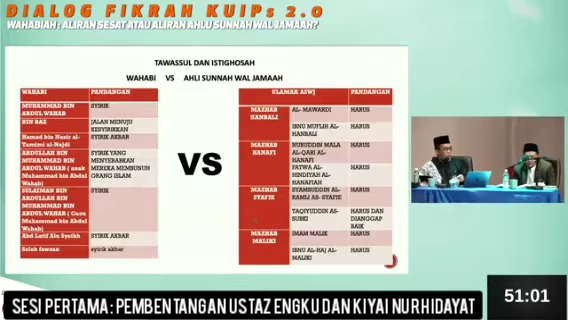 DIALOG FIKRAH KUIPs 2.0
WAHABIAH : ALIRAN SESAT ATAU ALIRAN AHLU SUNNAH WAL JAMAAH?
TAWASSUL DAN ISTIGHOSAH
WAHABI VS AHLI SUNNAH WAL JAMAAH
WAHABI PANDANGAN
MUHAMMAD BIN ABDUL WAHAB SYIRIK
BIN BAZ JALAN MENUJU KESYIRIKKAN
Hamad bin Nasir al-Tamimi al-Najdi SYIRIK AKBAR
ABDULLAH BIN MUHAMMAD BIN ABDUL WAHAB ( anak Muhammad bin Abdul Wahab) SYIRIK YANG MENYEBABKAN MEREKA MEMBUNUH ORANG ISLAM
SULAIMAN BIN ABDULLAH BIN MUHAMMAD BIN ABDUL WAHAB ( Cucu Muhammad bin Abdul Wahab) SYIRIK
Abd Latif Alu Syaikh SYIRIK AKBAR
Soleh fawzan syirik akbar
VS
ULAMAK ASWJ PANDANGAN
MAZHAB HANBALI AL- MAWARDI HARUS
IBNU MUFLIH AL-HANBALI HARUS
MAZHAB HANAFI NURUDDIN MALA AL-QARI AL-HANAFI HARUS
FATWA AL-HINDIYAH AL-HANAFIAH HARUS
MAZHAB SYAFIE SYAMSUDDIN AL-RAMLI AS- SYAFIE HARUS
TAQIYUDDIN AS-SUBKI HARUS DAN DIANGGAP BAIK
MAZHAB MALIKI IMAM MALIK HARUS
IBNU AL-HAJ AL-MALIKI HARUS
SESI PERTAMA : PEMBENTANGAN USTAZ ENGKU DAN KIYAI NURHIDAYAT
51:01